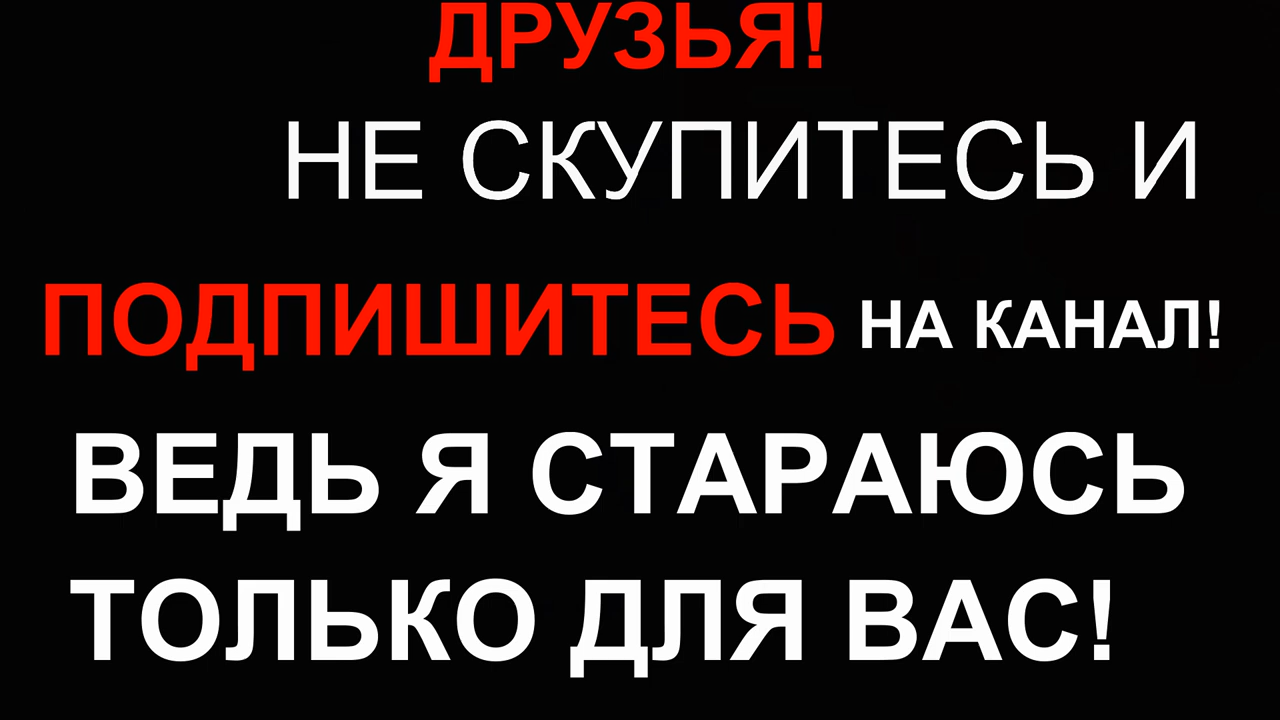 ДРУЗЬЯ!
НЕ СКУПИТЕСЬ И
ПОДПИШИТЕСЬ НА КАНАЛ!
ВЕДЬ Я СТАРАЮСЬ
ТОЛЬКО ДЛЯ ВАС!